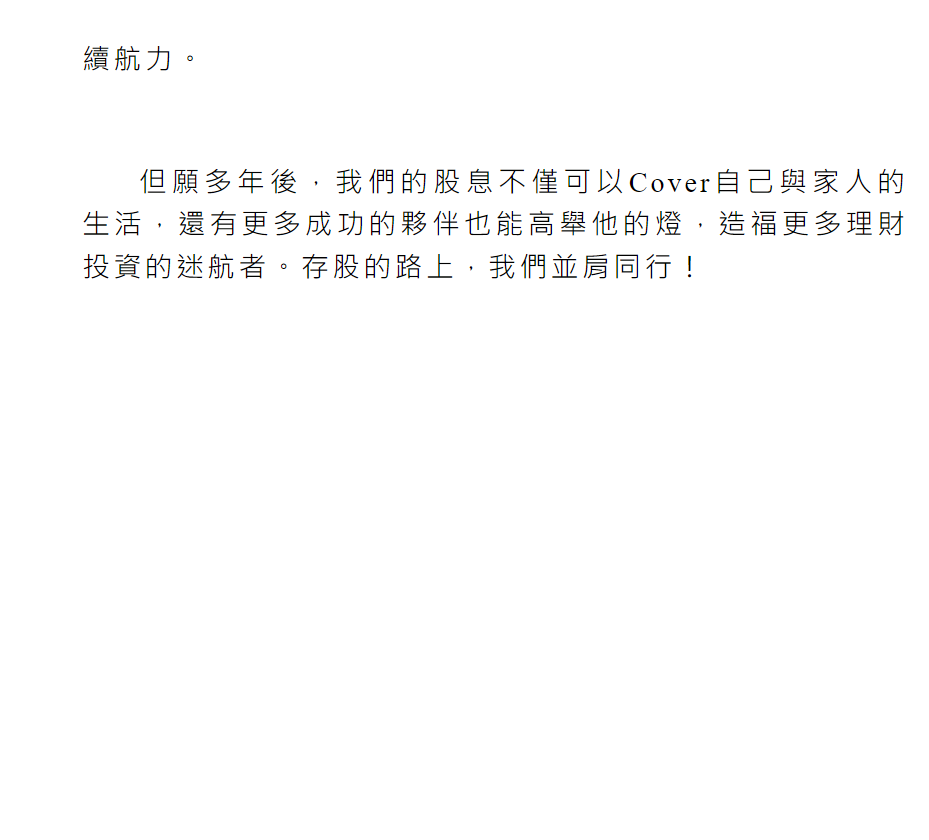 續航力。
但願多年後，我們的股息不僅可以Cover自己與家人的
生活，還有更多成功的夥伴也能高舉他的燈，造福更多理財
投資的迷航者。存股的路上，我們並肩同行！